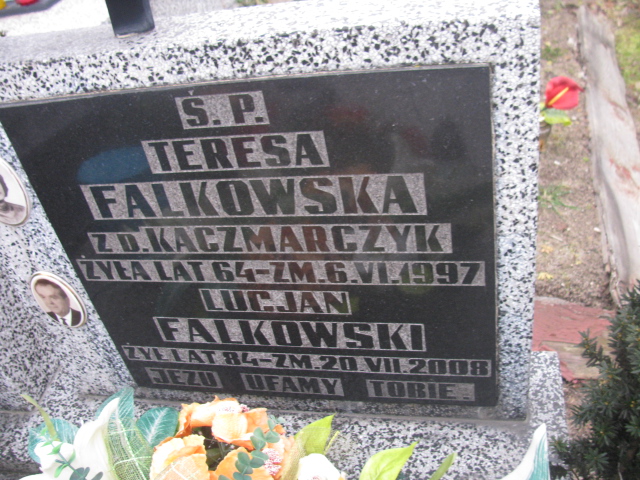 Ś. P.
TERESA
FALKOWSKA
Z D. KACZMARCZYK
ŻYŁA LAT 64-ZM. 6. VI. 1997
LUCJAN
FALKOWSKI
ŻYŁ LAT 84-ZM. 20. VII. 2008
JEZU UFAMY TOBIE.